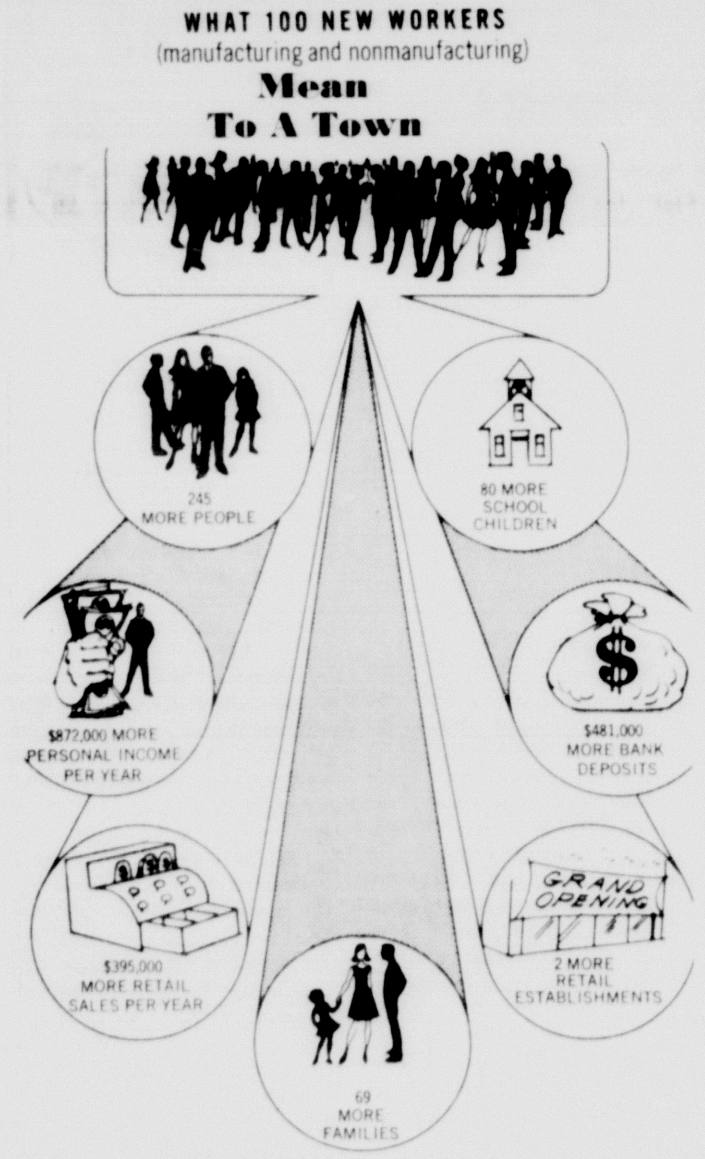 WHAT 100 NEW WORKERS
(manufacturing and nonmanufacturing)
Mean
To A Town
245
MORE PEOPLE
80 MORE
SCHOOL
CHILDREN
$872,000 MORE
PERSONAL INCOME
PER YEAR
$
$481,000
MORE BANK
DEPOSITS
$395,000
MORE RETAIL
SALES PER YEAR
GRAND
OPENING
2 MORE
RETAIL
ESTABLISHMENTS
69
MORE
FAMILIES